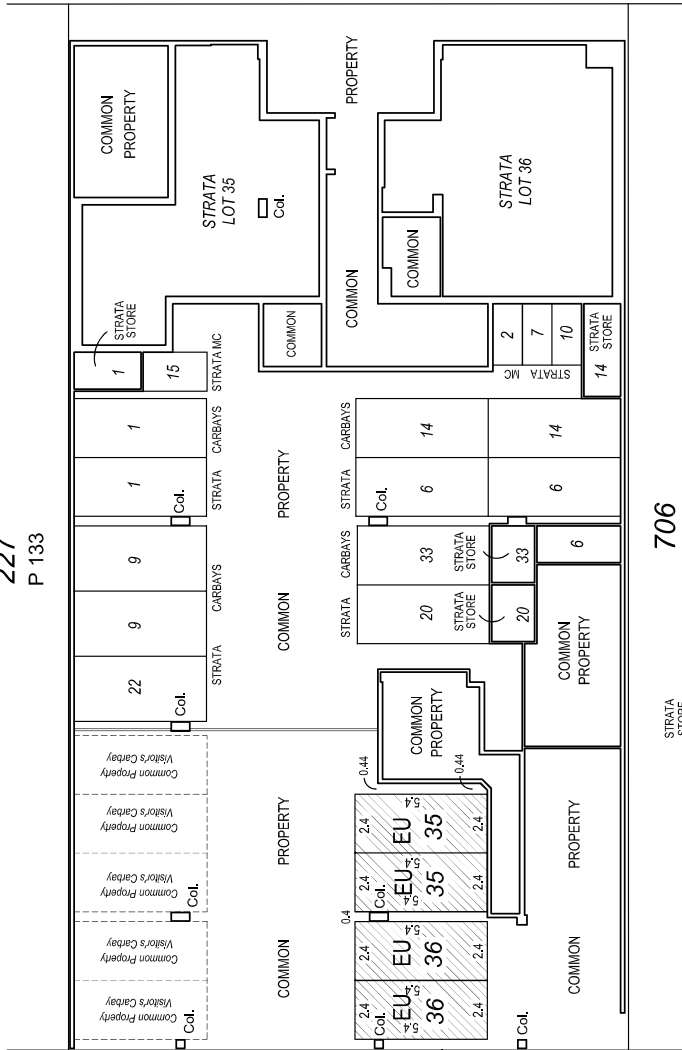 227
P 133
COMMON
PROPERTY
STRATA
LOT 35
Col.
PROPERTY
STRATA
LOT 36
COMMON
COMMON
COMMON
STRATA
STORE
1
15
STRATA MC
2
7
10
STRATA
MC
14
STRATA
STORE
1
1
STRATA
CARBAYS
Col.
PROPERTY
14
14
6
6
STRATA
CARBAYS
Col.
9
9
22
STRATA
CARBAYS
Col.
COMMON
33
20
STRATA
CARBAYS
STRATA
STORE
33
STRATA
STORE
20
6
COMMON
PROPERTY
706
STRATA
STORE
COMMON
PROPERTY
0.44
0.44
Common Property
Visitor's Carbay
Common Property
Visitor's Carbay
Common Property
Visitor's Carbay
Col.
Common Property
Visitor's Carbay
Common Property
Visitor's Carbay
Col.
PROPERTY
COMMON
2.4
5.4
EU
35
2.4
2.4
5.4
EU
35
2.4
Col.
0.4
2.4
5.4
EU
36
2.4
2.4
5.4
EU
36
5.4
2.4
Col.
PROPERTY
COMMON
Col.